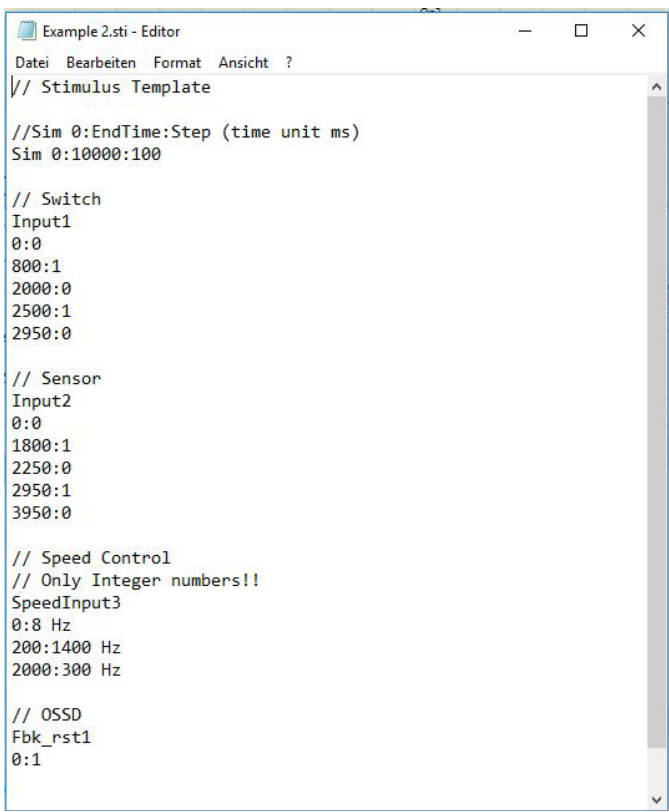 Example 2.sti - Editor
Datei Bearbeiten Format Ansicht ?
// Stimulus Template
//Sim 0:EndTime:Step (time unit ms)
Sim 0:10000:100
// Switch
Input1
0:0
800:1
2000:0
2500:1
2950:0
// Sensor
Input2
0:0
1800:1
2250:0
2950:1
3950:0
// Speed Control
// Only Integer numbers!!
SpeedInput3
0:8 Hz
200:1400 Hz
2000:300 Hz
// OSSD
Fbk_rst1
0:1